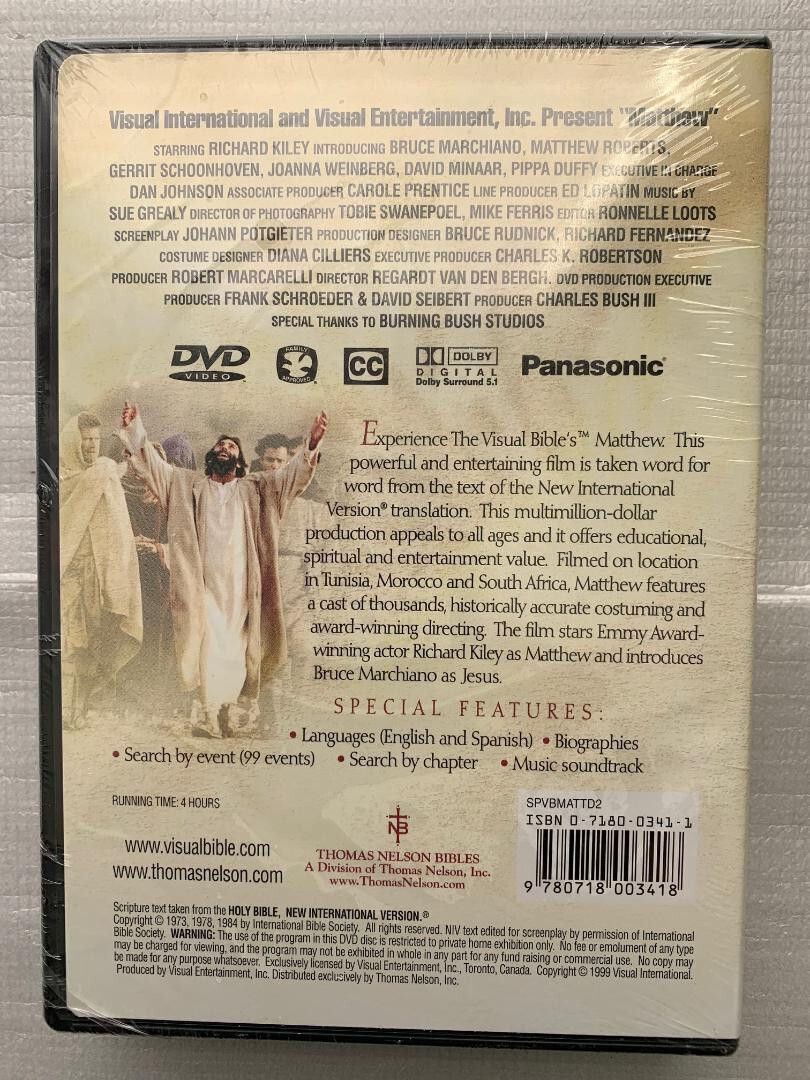 Visual International and Visual Entertainment, Inc. Present "Matthew"
STARRING RICHARD KILEY INTRODUCING BRUCE MARCHIANO, MATTHEW ROBERTS,
GERRIT SCHOONHOVEN, JOANNA WEINBERG, DAVID MINAAR, PIPPA DUFFY EXECUTIVE IN CHARGE
DAN JOHNSON ASSOCIATE PRODUCER CAROLE PRENTICE LINE PRODUCER ED LOPATIN MUSIC BY
SUE GREALY DIRECTOR OF PHOTOGRAPHY TOBIE SWANEPOEL, MIKE FERRIS EDITOR RONNELLE LOOTS
SCREENPLAY JOHANN POTGIETER PRODUCTION DESIGNER BRUCE RUDNICK, RICHARD FERNANDEZ
COSTUME DESIGNER DIANA CILLIERS EXECUTIVE PRODUCER CHARLES K. ROBERTSON
PRODUCER ROBERT MARCARELLI DIRECTOR REGARDT VAN DEN BERGH. DVD PRODUCTION EXECUTIVE
PRODUCER FRANK SCHROEDER & DAVID SEIBERT PRODUCER CHARLES BUSH III
SPECIAL THANKS TO BURNING BUSH STUDIOS
DVD VIDEO
FAMILY APPROVED
CC
DOLBY
DIGITAL
Dolby Surround 5.1
Panasonic
Experience The Visual Bible's™ Matthew. This
powerful and entertaining film is taken word for
word from the text of the New International
Version® translation. This multimillion-dollar
production appeals to all ages and it offers educational,
spiritual and entertainment value. Filmed on location
in Tunisia, Morocco and South Africa, Matthew features
a cast of thousands, historically accurate costuming and
award-winning directing. The film stars Emmy Award-
winning actor Richard Kiley as Matthew and introduces
Bruce Marchiano as Jesus.
SPECIAL FEATURES:
• Languages (English and Spanish) • Biographies
• Search by event (99 events) • Search by chapter • Music soundtrack
RUNNING TIME: 4 HOURS
www.visualbible.com
www.thomasnelson.com
NB
THOMAS NELSON BIBLES
A Division of Thomas Nelson, Inc.
www.ThomasNelson.com
SPVBMATTD2
ISBN 0-7180-0341-1
9 780718 003418
Scripture text taken from the HOLY BIBLE, NEW INTERNATIONAL VERSION.®
Copyright © 1973, 1978, 1984 by International Bible Society. All rights reserved. NIV text edited for screenplay by permission of International
Bible Society. WARNING: The use of the program in this DVD disc is restricted to private home exhibition only. No fee or emolument of any type
may be charged for viewing, and the program may not be exhibited in whole in any part for any fund raising or commercial use. No copy may
be made for any purpose whatsoever. Exclusively licensed by Visual Entertainment, Inc., Toronto, Canada. Copyright © 1999 Visual International.
Produced by Visual Entertainment, Inc. Distributed exclusively by Thomas Nelson, Inc.